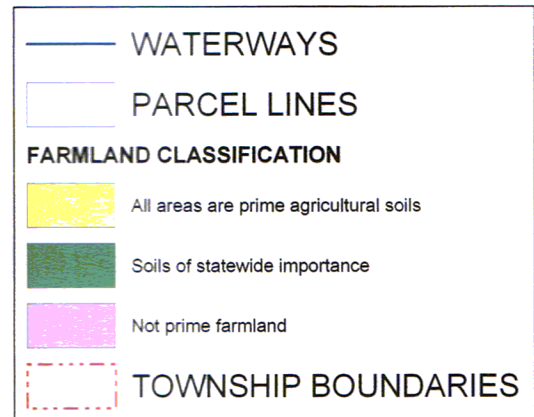 WATERWAYS
PARCEL LINES
FARMLAND CLASSIFICATION
All areas are prime agricultural soils
Soils of statewide importance
Not prime farmland
TOWNSHIP BOUNDARIES